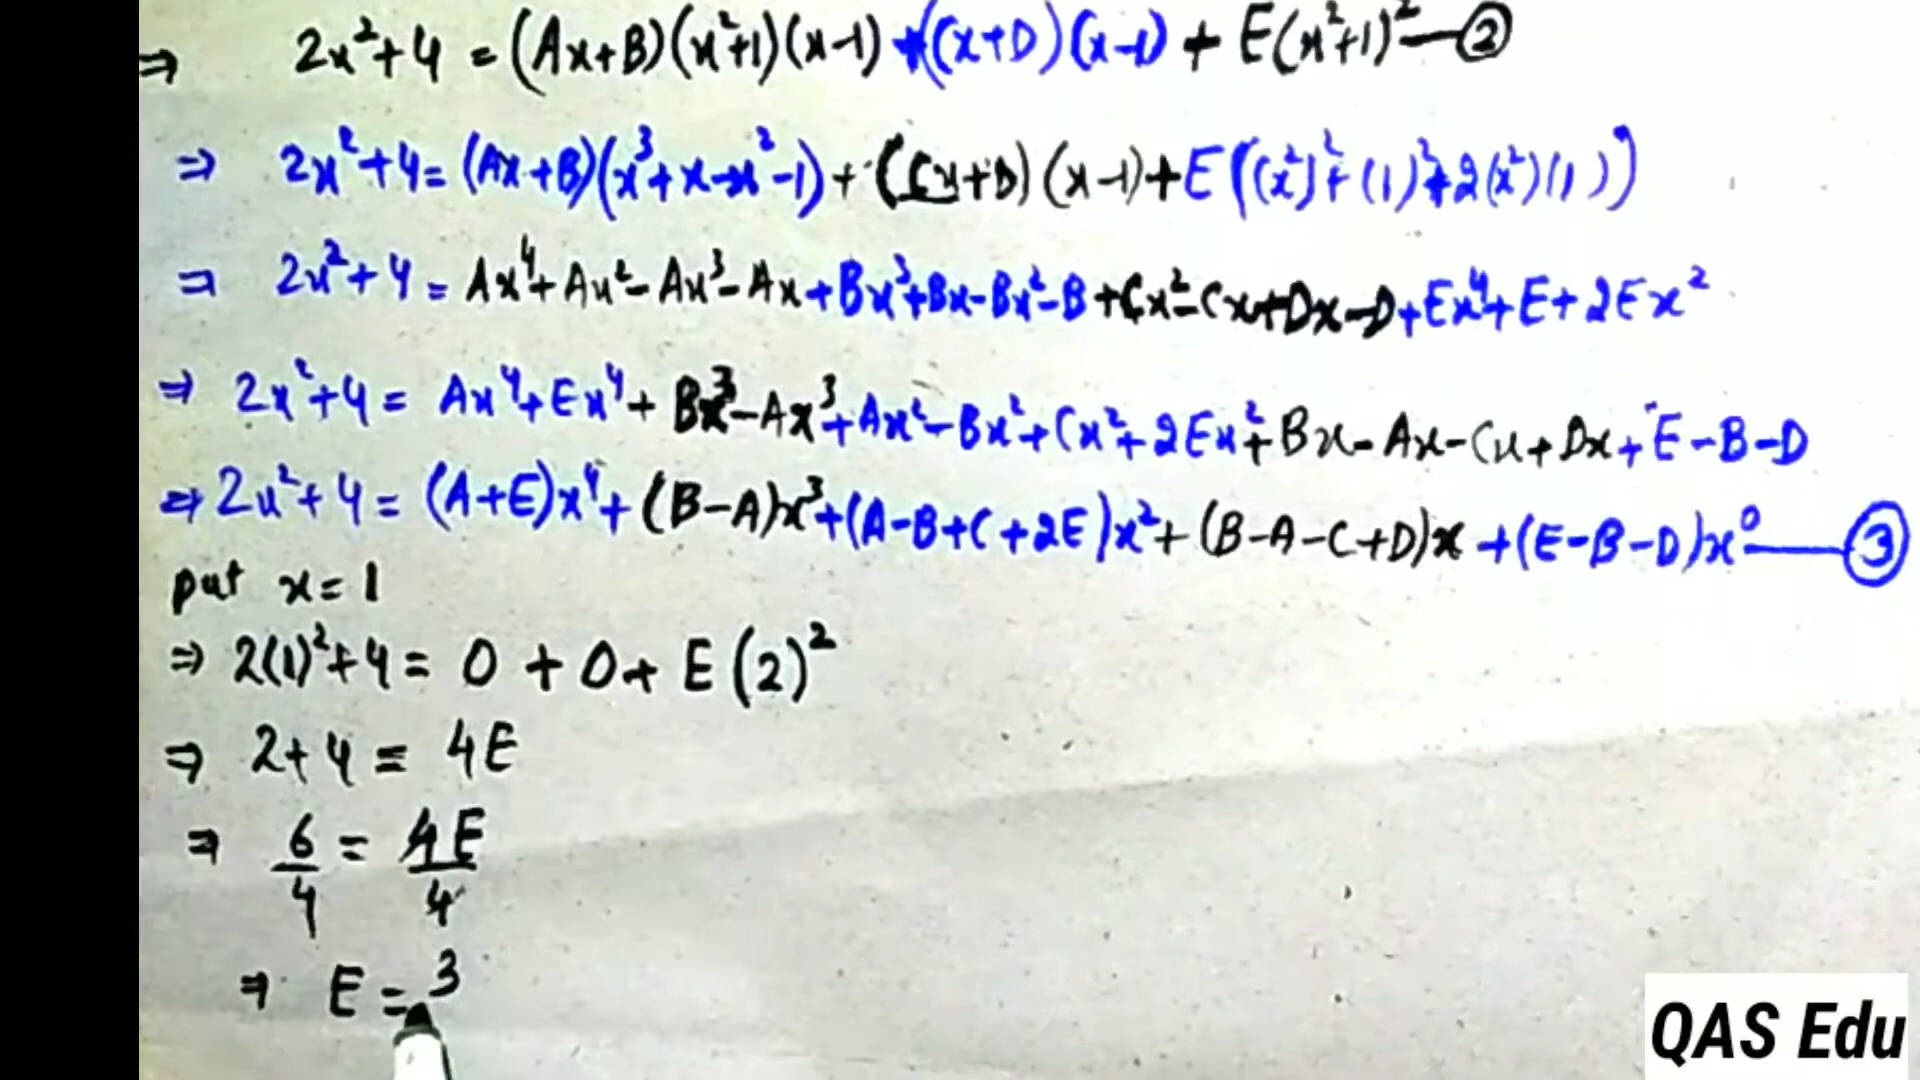 ⇒ 2x²+4 = (Ax+B)(x²+1)(x-1)+(Cx+D)(x-1) + E(x²+1)² — ②
⇒ 2x²+4 = (Ax+B)(x³+x-x²-1)+(Cx+D)(x-1)+E((x²)²+(1)²+2(x²)(1))
⇒ 2x²+4 = Ax⁴+Ax²-Ax³-Ax+Bx³+Bx-Bx²-B+Cx²-Cx+Dx-D+Ex⁴+E+2Ex²
⇒ 2x²+4 = Ax⁴+Ex⁴+Bx³-Ax³+Ax²-Bx²+Cx²+2Ex²+Bx-Ax-Cx+Dx+E-B-D
⇒ 2x²+4 = (A+E)x⁴+(B-A)x³+(A-B+C+2E)x²+(B-A-C+D)x+(E-B-D)x⁰ — ③
put x=1
⇒ 2(1)²+4 = 0+0+E(2)²
⇒ 2+4 = 4E
⇒ 6/4 = 4E/4
⇒ E = 3
QAS Edu